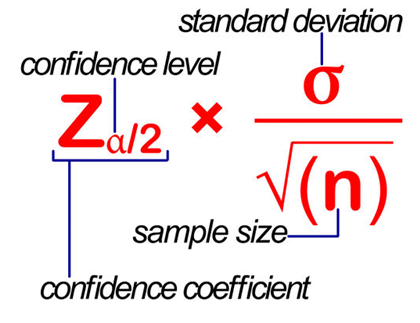 standard deviation
confidence level
Zα/2 × σ
√(n)
sample size
confidence coefficient